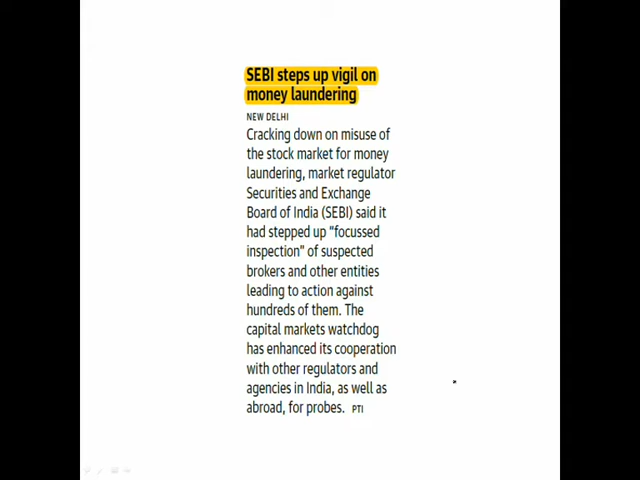 SEBI steps up vigil on
money laundering
NEW DELHI
Cracking down on misuse of
the stock market for money
laundering, market regulator
Securities and Exchange
Board of India (SEBI) said it
had stepped up “focussed
inspection” of suspected
brokers and other entities
leading to action against
hundreds of them. The
capital markets watchdog
has enhanced its cooperation
with other regulators and
agencies in India, as well as
abroad, for probes. PTI